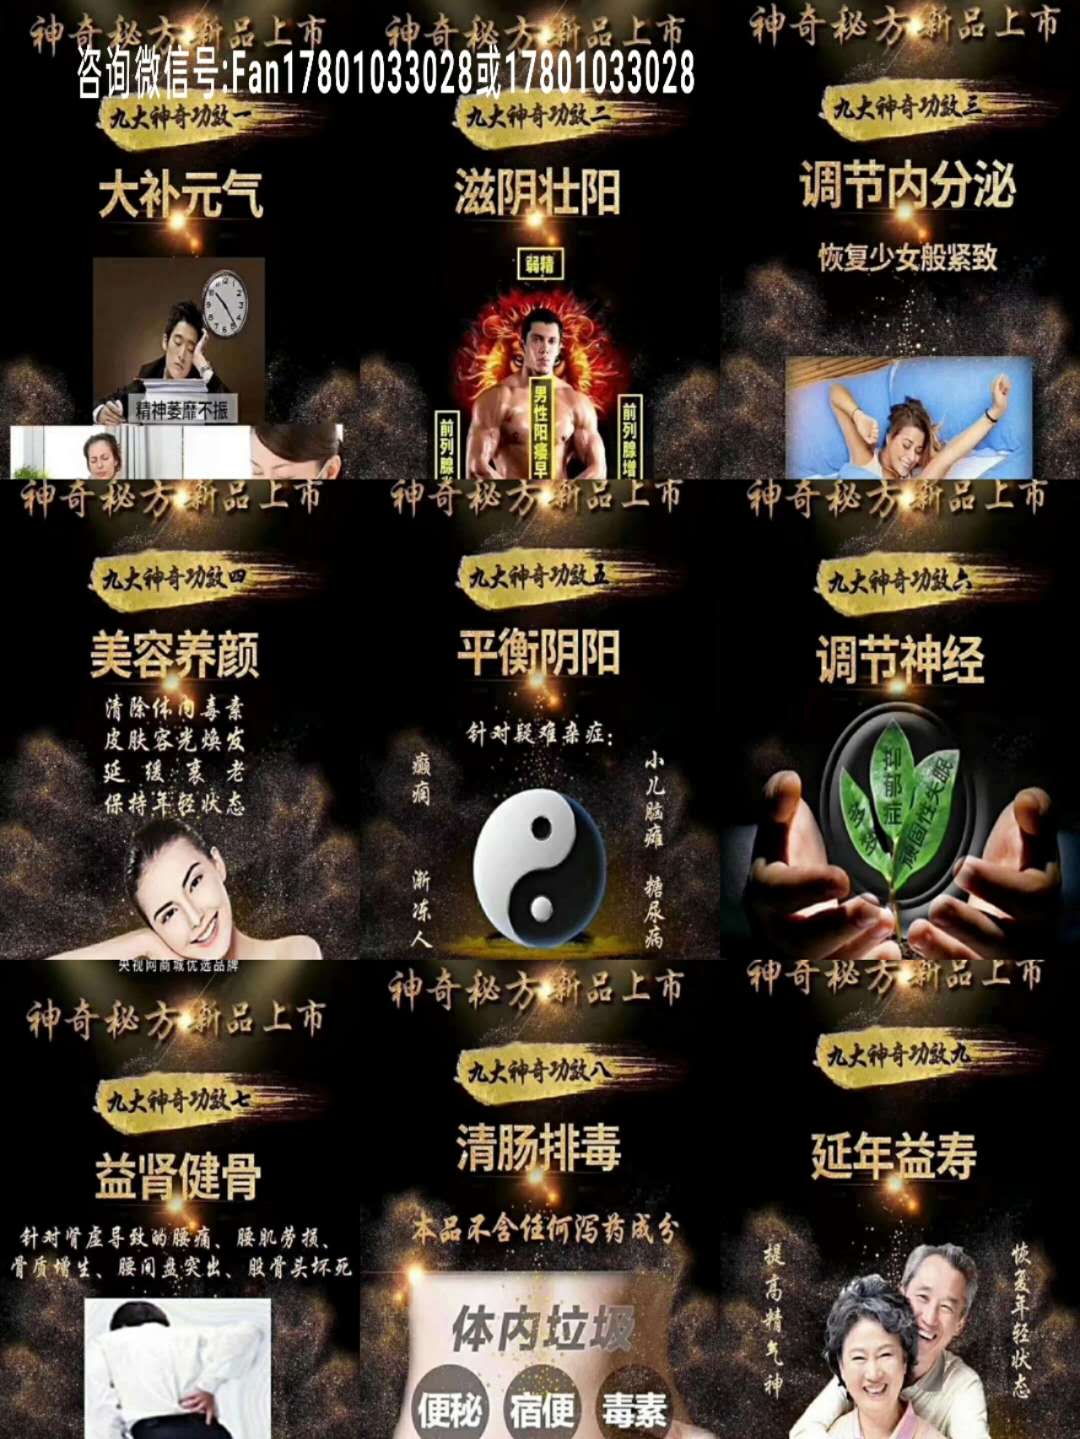 神奇秘方 新品上市
神奇秘方 新品上市
神奇秘方 新品上市
咨询微信号:Fan17801033028或17801033028
九大神奇功效一
大补元气
精神萎靡不振
九大神奇功效二
滋阴壮阳
弱精
男性阳痿早
前列腺
前列腺增
九大神奇功效三
调节内分泌
恢复少女般紧致
神奇秘方 新品上市
九大神奇功效四
美容养颜
清除体内毒素
皮肤容光焕发
延缓衰老
保持年轻状态
神奇秘方 新品上市
九大神奇功效五
平衡阴阳
针对疑难杂症:
癫痫
小儿脑瘫
渐冻人
糖尿病
神奇秘方 新品上市
九大神奇功效六
调节神经
抑郁症
顽固性失眠
央视网商城优选品牌
神奇秘方 新品上市
九大神奇功效七
益肾健骨
针对肾虚导致的腰痛、腰肌劳损、
骨质增生、腰间盘突出、股骨头坏死
神奇秘方 新品上市
九大神奇功效八
清肠排毒
本品不含任何泻药成分
体内垃圾
便秘
宿便
毒素
神奇秘方 新品上市
九大神奇功效九
延年益寿
提高精气神
恢复年轻状态